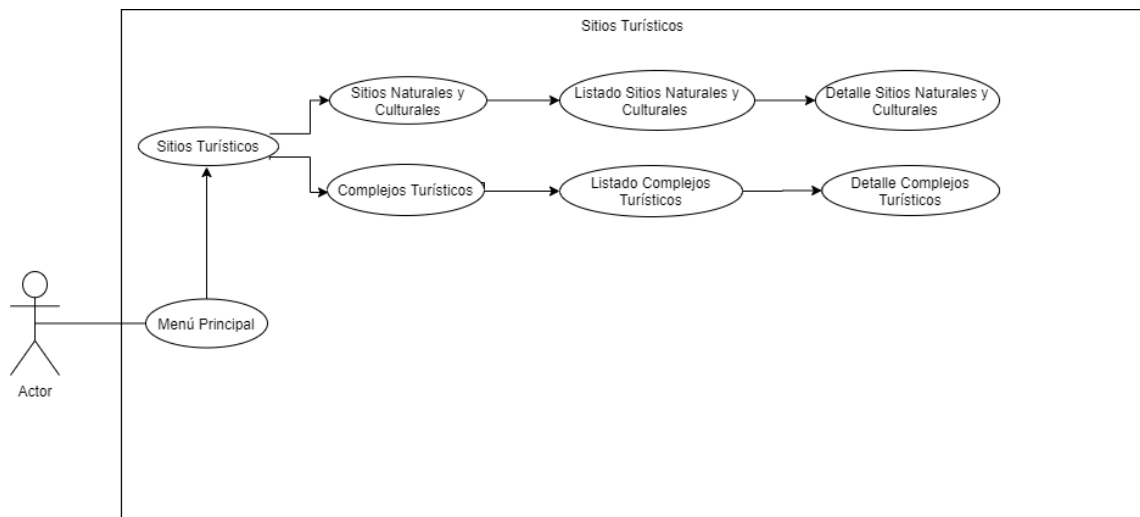 Sitios Turísticos
Sitios Naturales y
Culturales
Listado Sitios Naturales y
Culturales
Detalle Sitios Naturales y
Culturales
Sitios Turísticos
Complejos Turísticos
Listado Complejos
Turísticos
Detalle Complejos
Turísticos
Menú Principal
Actor